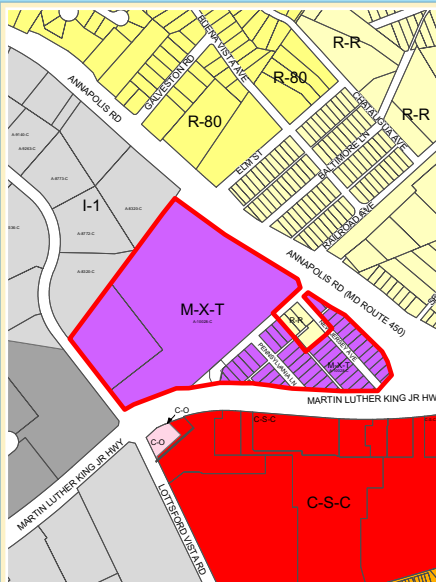 BUENA VISTA AVE
R-R
GALVESTON RD
R-80
ANNAPOLIS RD
CHATAUGUA AVE
R-80
R-R
BALTIMORE LN
ELM ST
I-1
RAILROAD AVE
ANNAPOLIS RD (MD ROUTE 450)
M-X-T
R-R
PENNSYLVANIA LN
M-X-T
MARTIN LUTHER KING JR HW
C-O
C-O
C-S-C
MARTIN LUTHER KING JR HWY
C-S-C
LOTTSFORD VISTA RD